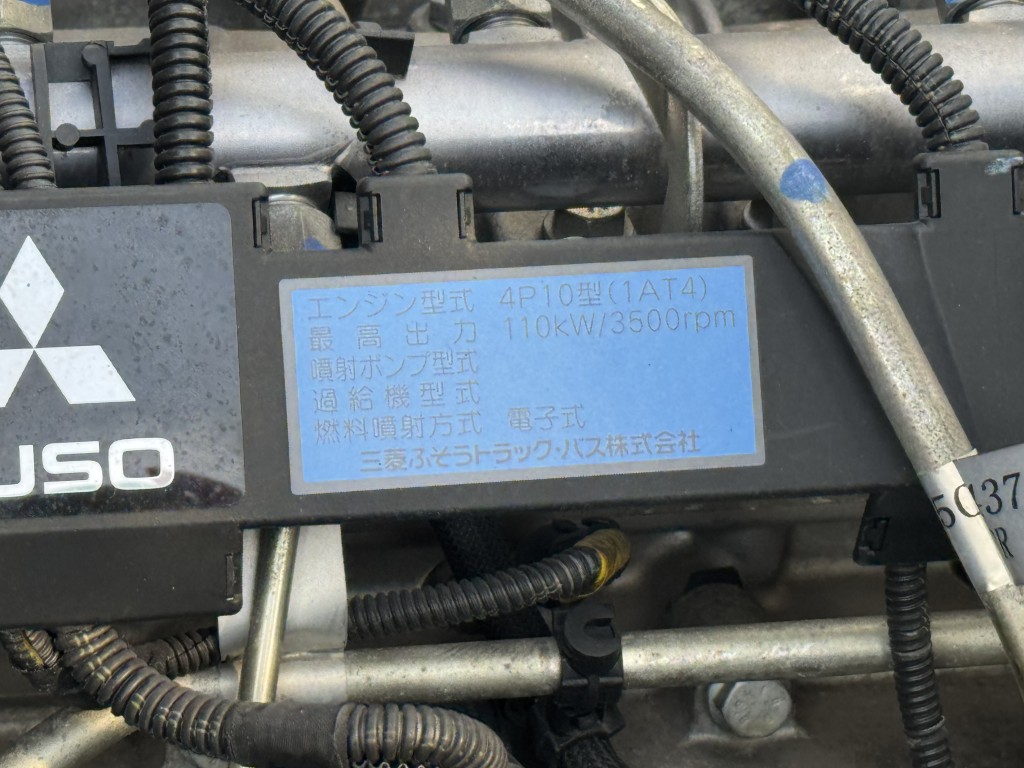 エンジン型式 4P10型(1AT4)
最高出力 110kW/3500rpm
噴射ポンプ型式
過給機型式
燃料噴射方式 電子式
三菱ふそうトラック・バス株式会社
USO
5C37
R